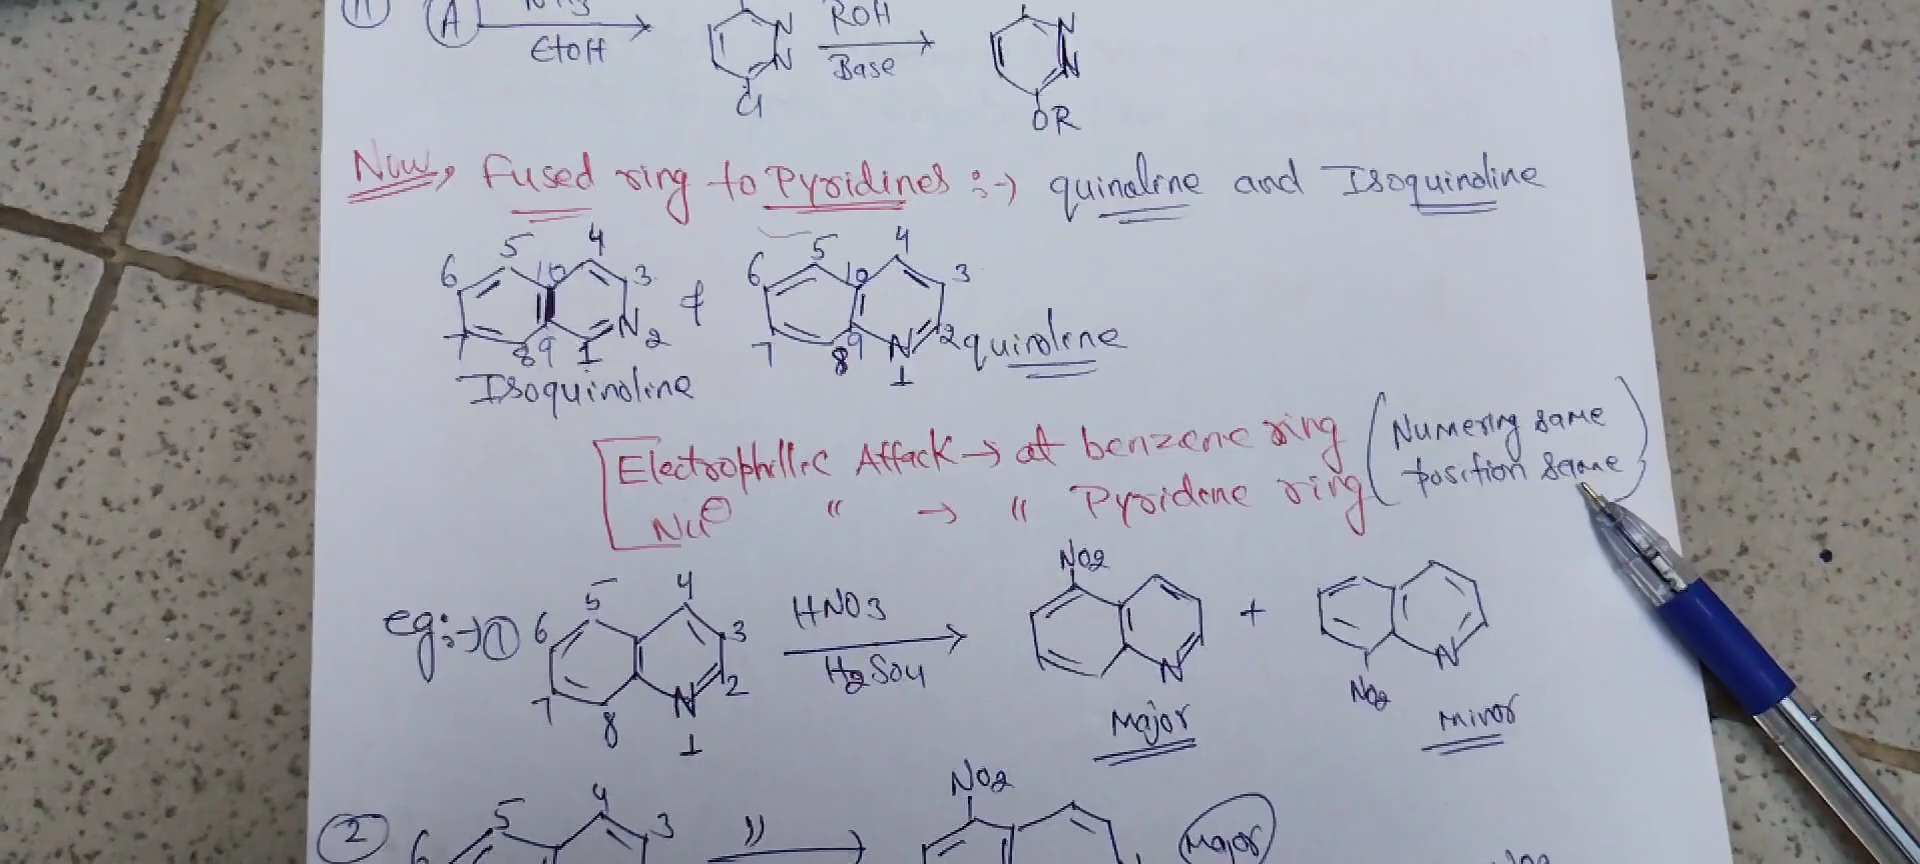 A
EtoH
N
N
Cl
ROH
Base
N
N
OR
Now, Fused ring to Pyridines :-> quinoline and Isoquinoline
5 4
6 10 3
7 8 9 1 N 2
Isoquinoline
&
5 4
6 10 3
7 8 9 N 2 quinolene
1
Electrophillic Attack → at benzene ring
Nu⊖ " → " Pyridene ring
(Numering same
position same)
eg:-> ① 5 4
6 3
7 8 N 2
1
HNO3
H2SO4
NO2
N
Major
+
N
NO2
minor
② 5 4
6 3
))
NO2
Major